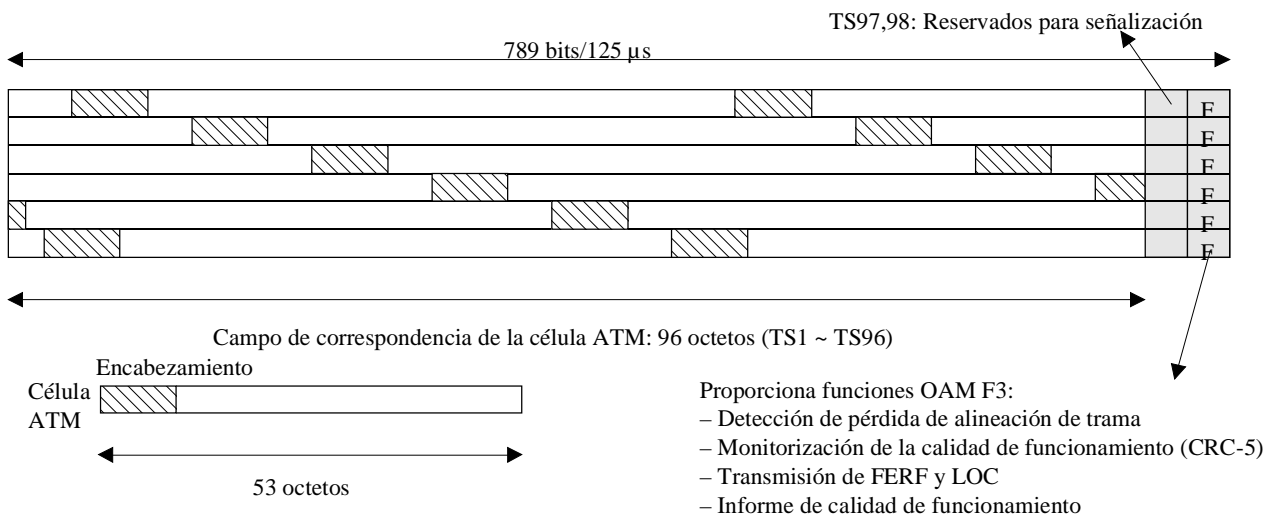 TS97,98: Reservados para señalización
789 bits/125 µs
F
F
F
F
F
F
Campo de correspondencia de la célula ATM: 96 octetos (TS1 ~ TS96)
Encabezamiento
Célula
ATM
53 octetos
Proporciona funciones OAM F3:
– Detección de pérdida de alineación de trama
– Monitorización de la calidad de funcionamiento (CRC-5)
– Transmisión de FERF y LOC
– Informe de calidad de funcionamiento